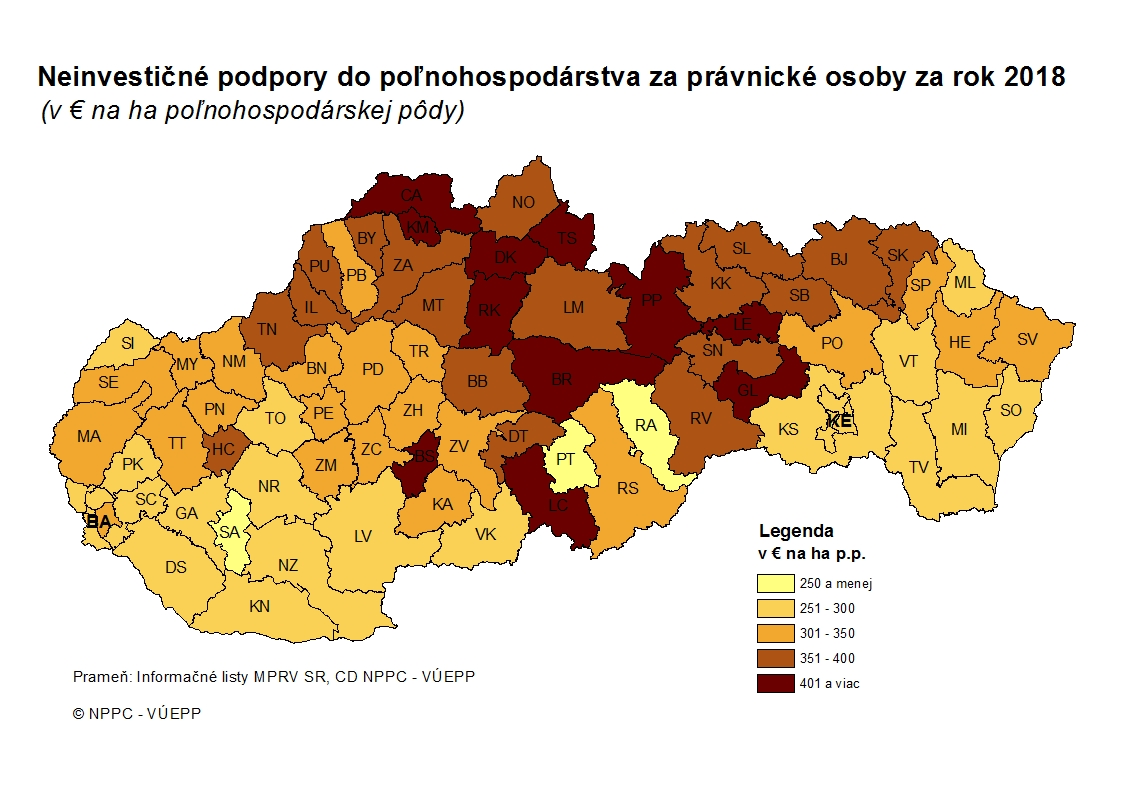 Neinvestičné podpory do poľnohospodárstva za právnické osoby za rok 2018
(v € na ha poľnohospodárskej pôdy)
CA
NO
KM
TS
BY
SL
DK
BJ
SK
PU
PB
ZA
SP
ML
KK
SB
PP
IL
MT
RK
LM
LE
TN
SI
PO
HE
SV
MY
NM
BN
PD
TR
SN
VT
SE
BB
BR
GL
PN
TO
PE
ZH
SO
MA
TT
HC
ZC
ZV
DT
RA
RV
KS
KE
MI
PK
ZM
BS
PT
TV
SC
NR
RS
GA
KA
LC
BA
SA
LV
VK
DS
NZ
KN
Legenda
v € na ha p.p.
250 a menej
251 - 300
301 - 350
351 - 400
401 a viac
Prameň: Informačné listy MPRV SR, CD NPPC - VÚEPP
© NPPC - VÚEPP